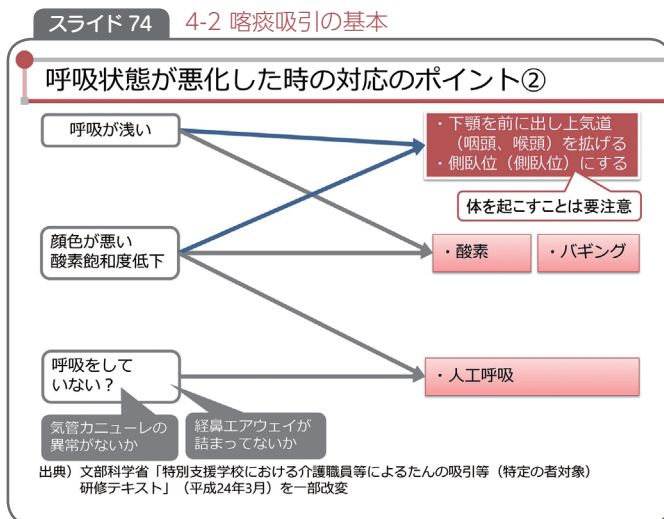 スライド 74
4-2 喀痰吸引の基本
呼吸状態が悪化した時の対応のポイント②
呼吸が浅い
・下顎を前に出し上気道
（咽頭、喉頭）を拡げる
・側臥位（側臥位）にする
体を起こすことは要注意
顔色が悪い
酸素飽和度低下
・酸素
・バギング
呼吸をして
いない？
・人工呼吸
気管カニューレの
異常がないか
経鼻エアウェイが
詰まってないか
出典）文部科学省「特別支援学校における介護職員等によるたんの吸引等（特定の者対象）
研修テキスト」（平成24年3月）を一部改変